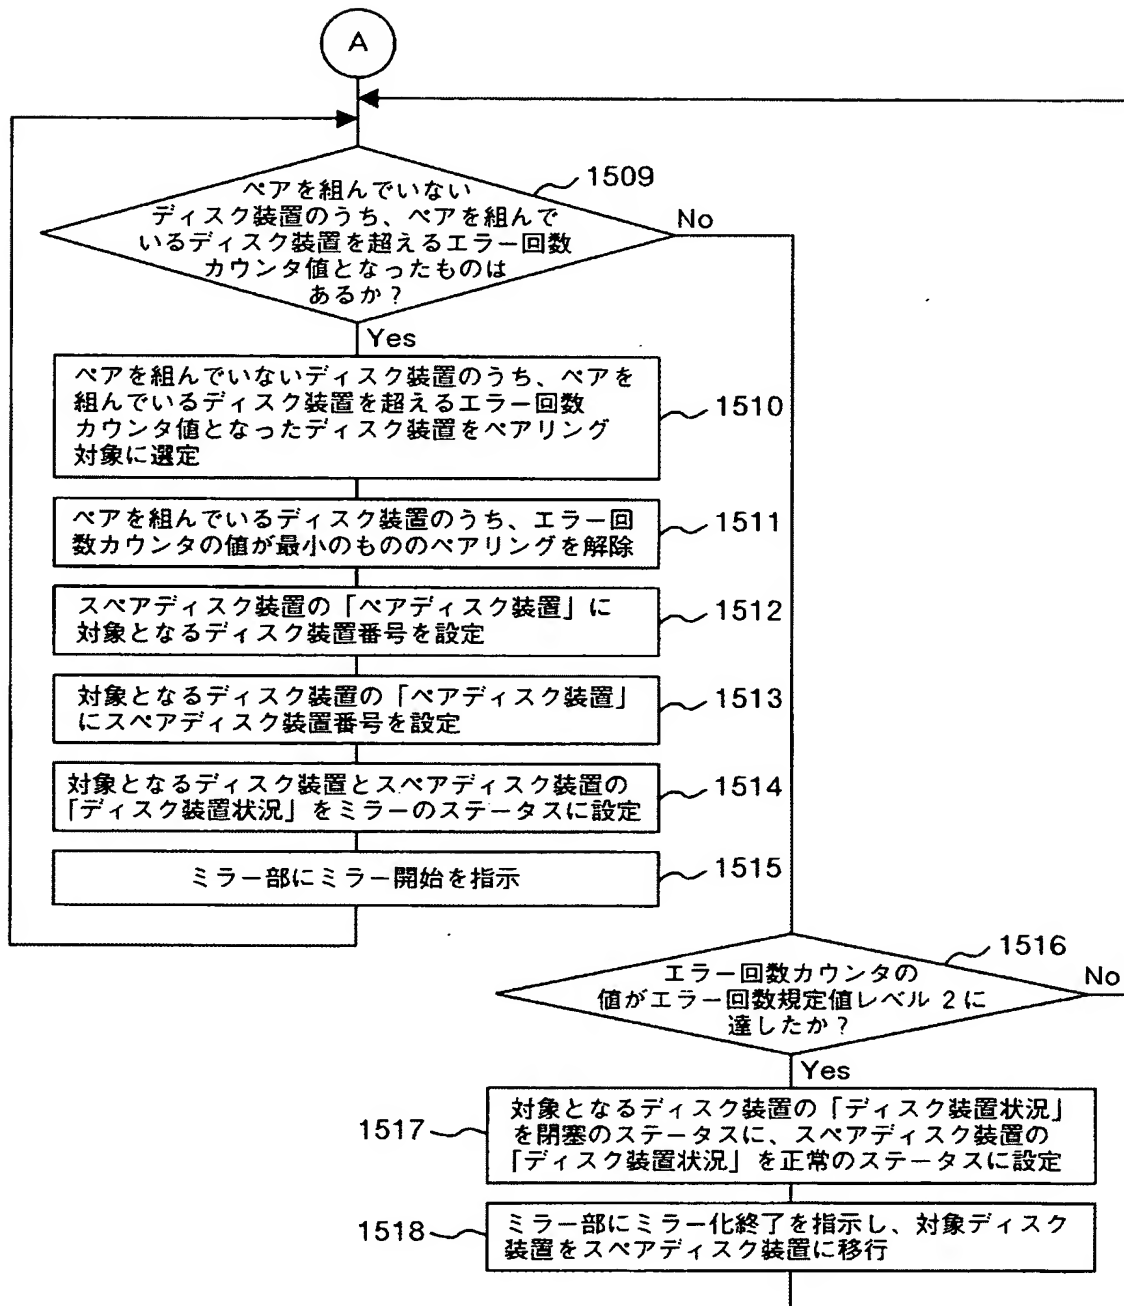 A
1509
ペアを組んでいない
ディスク装置のうち、ペアを組んで
いるディスク装置を超えるエラー回数
カウンタ値となったものは
あるか?
No
Yes
ペアを組んでいないディスク装置のうち、ペアを
組んでいるディスク装置を超えるエラー回数
カウンタ値となったディスク装置をペアリング
対象に選定
1510
ペアを組んでいるディスク装置のうち、エラー回
数カウンタの値が最小のもののペアリングを解除
1511
スペアディスク装置の「ペアディスク装置」に
対象となるディスク装置番号を設定
1512
対象となるディスク装置の「ペアディスク装置」
にスペアディスク装置番号を設定
1513
対象となるディスク装置とスペアディスク装置の
「ディスク装置状況」をミラーのステータスに設定
1514
ミラー部にミラー開始を指示
1515
1516
エラー回数カウンタの
値がエラー回数規定値レベル 2 に
達したか?
No
Yes
対象となるディスク装置の「ディスク装置状況」
を閉塞のステータスに、スペアディスク装置の
「ディスク装置状況」を正常のステータスに設定
1517
ミラー部にミラー化終了を指示し、対象ディスク
装置をスペアディスク装置に移行
1518